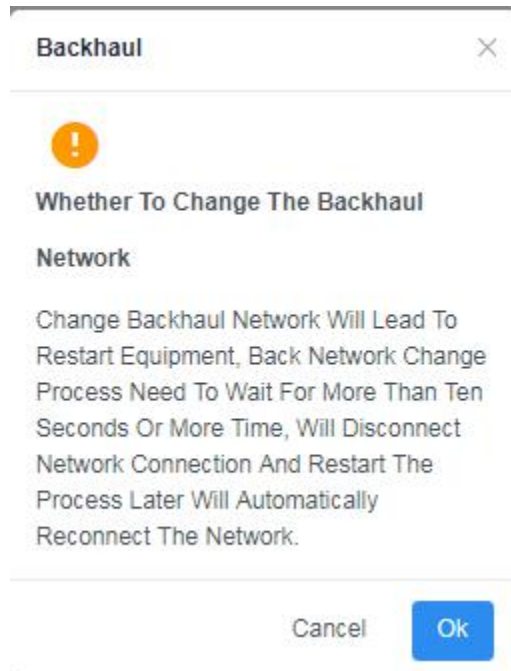 Backhaul
Whether To Change The Backhaul
Network
Change Backhaul Network Will Lead To
Restart Equipment, Back Network Change
Process Need To Wait For More Than Ten
Seconds Or More Time, Will Disconnect
Network Connection And Restart The
Process Later Will Automatically
Reconnect The Network.
Cancel Ok